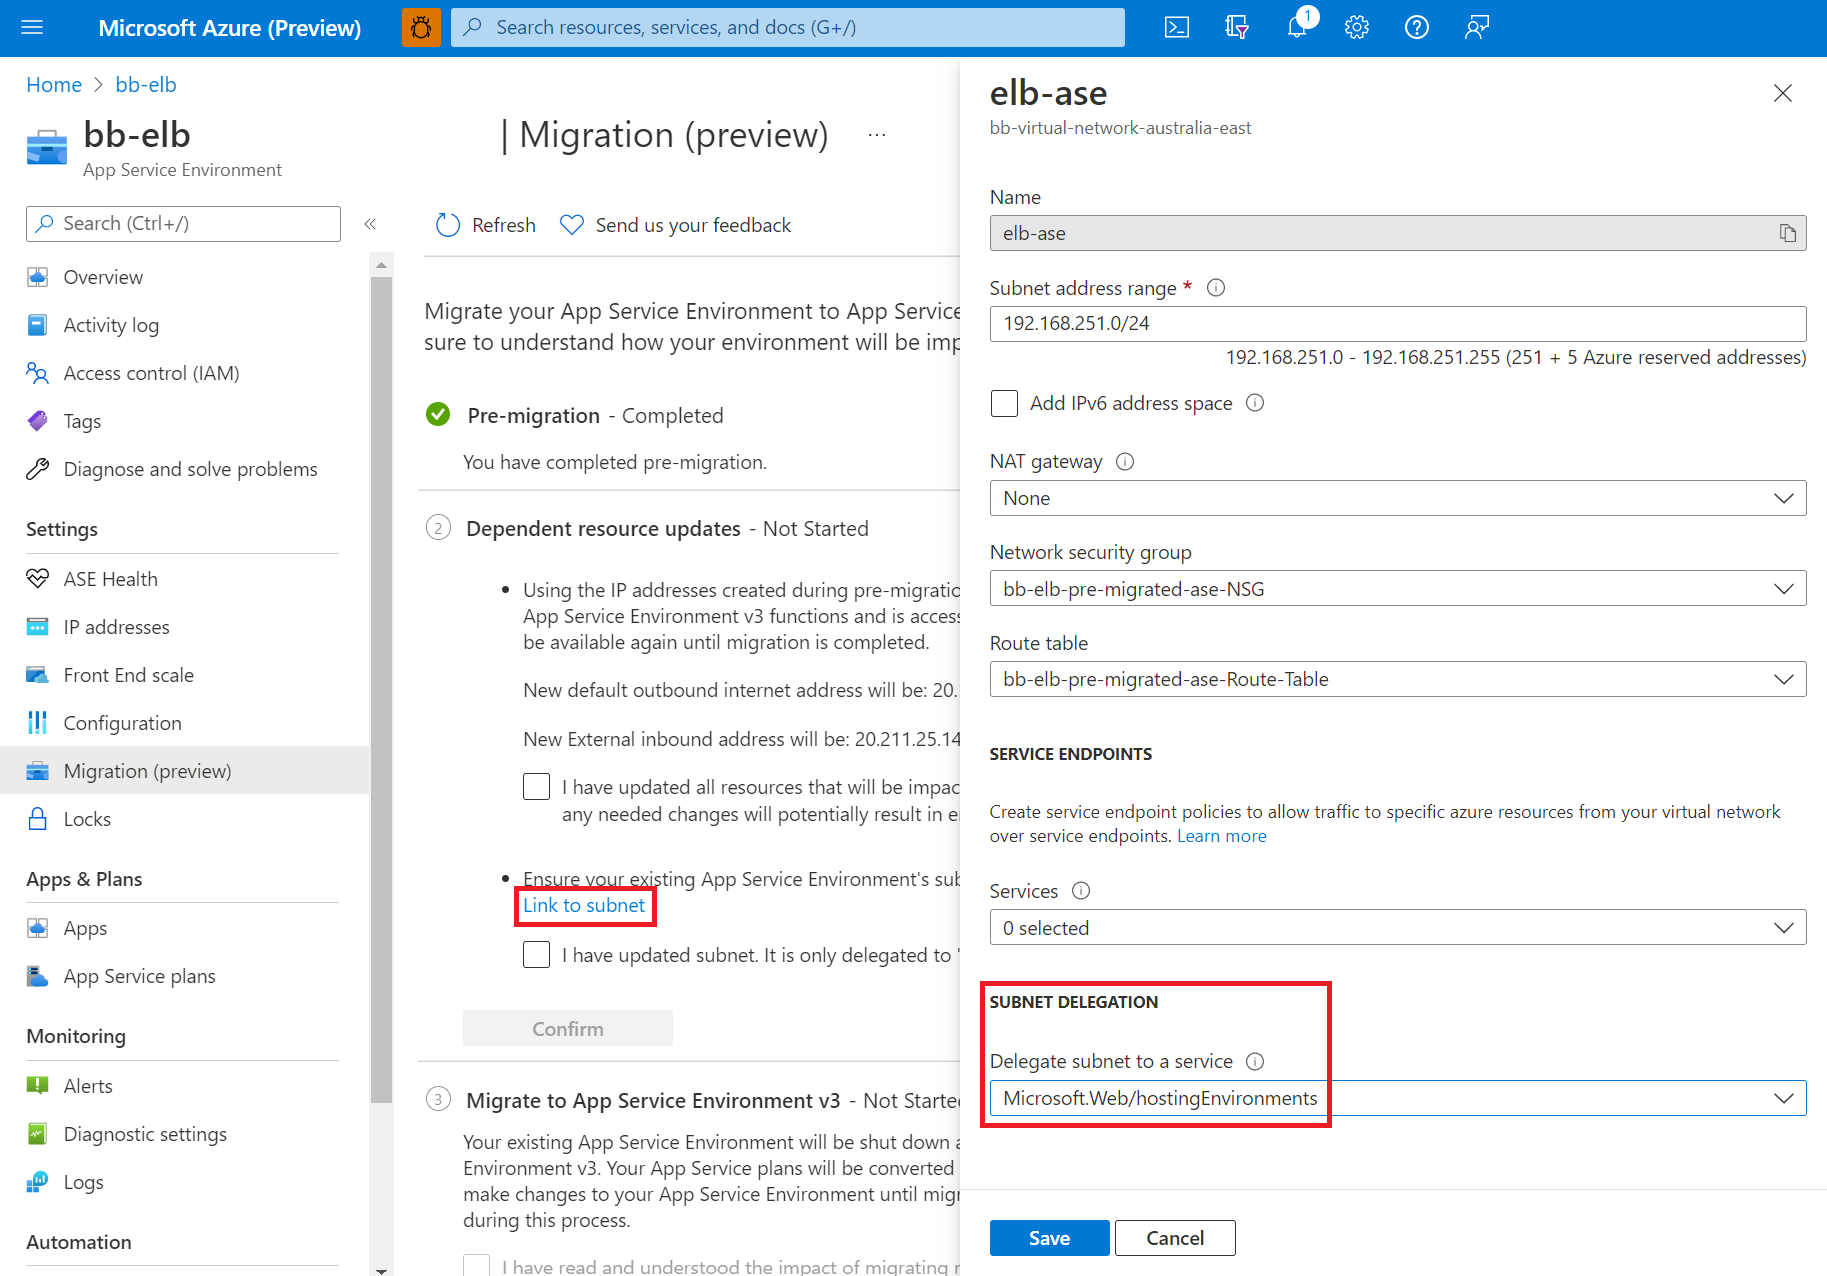 Microsoft Azure (Preview)
Search resources, services, and docs (G+/)
1
Home > bb-elb
bb-elb
| Migration (preview) ...
App Service Environment
Search (Ctrl+/)
«
Overview
Activity log
Access control (IAM)
Tags
Diagnose and solve problems
Settings
ASE Health
IP addresses
Front End scale
Configuration
Migration (preview)
Locks
Apps & Plans
Apps
App Service plans
Monitoring
Alerts
Diagnostic settings
Logs
Automation
Refresh
Send us your feedback
Migrate your App Service Environment to App Service
sure to understand how your environment will be
Pre-migration - Completed
You have completed pre-migration.
2 Dependent resource updates - Not Started
• Using the IP addresses created during
App Service Environment v3 functions and is
be available again until migration is completed.
New default outbound internet address will be: 20.
New External inbound address will be: 20.211.25.14
I have updated all resources that will be
any needed changes will potentially result in
• Ensure your existing App Service Environment's
Link to subnet
I have updated subnet. It is only delegated to '
Confirm
3 Migrate to App Service Environment v3 - Not
Your existing App Service Environment will be shut down
Environment v3. Your App Service plans will be converted
make changes to your App Service Environment until
during this process.
I have read and understood the impact of migrating
elb-ase
bb-virtual-network-australia-east
Name
elb-ase
Subnet address range *
192.168.251.0/24
192.168.251.0 - 192.168.251.255 (251 + 5 Azure reserved addresses)
Add IPv6 address space
NAT gateway
None
Network security group
bb-elb-pre-migrated-ase-NSG
Route table
bb-elb-pre-migrated-ase-Route-Table
SERVICE ENDPOINTS
Create service endpoint policies to allow traffic to specific azure resources from your virtual network
over service endpoints. Learn more
Services
0 selected
SUBNET DELEGATION
Delegate subnet to a service
Microsoft.Web/hostingEnvironments
Save
Cancel